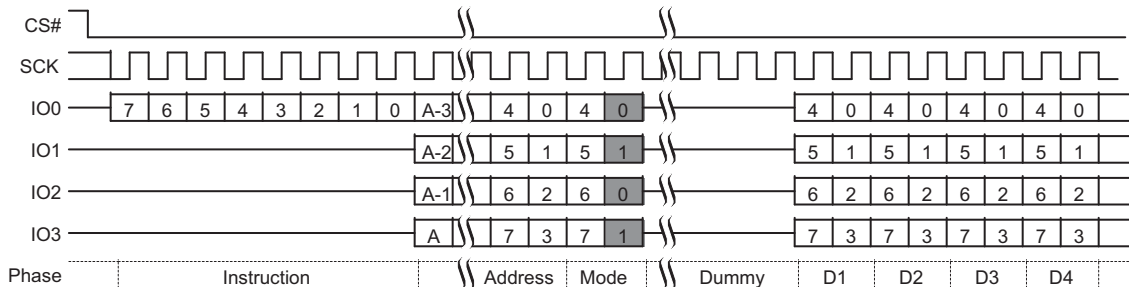 CS#
SCK
IO0 7 6 5 4 3 2 1 0 A-3 4 0 4 0 4 0 4 0 4 0 4 0
IO1 A-2 5 1 5 1 5 1 5 1 5 1 5 1
IO2 A-1 6 2 6 0 6 2 6 2 6 2 6 2
IO3 A 7 3 7 1 7 3 7 3 7 3 7 3
Phase Instruction Address Mode Dummy D1 D2 D3 D4